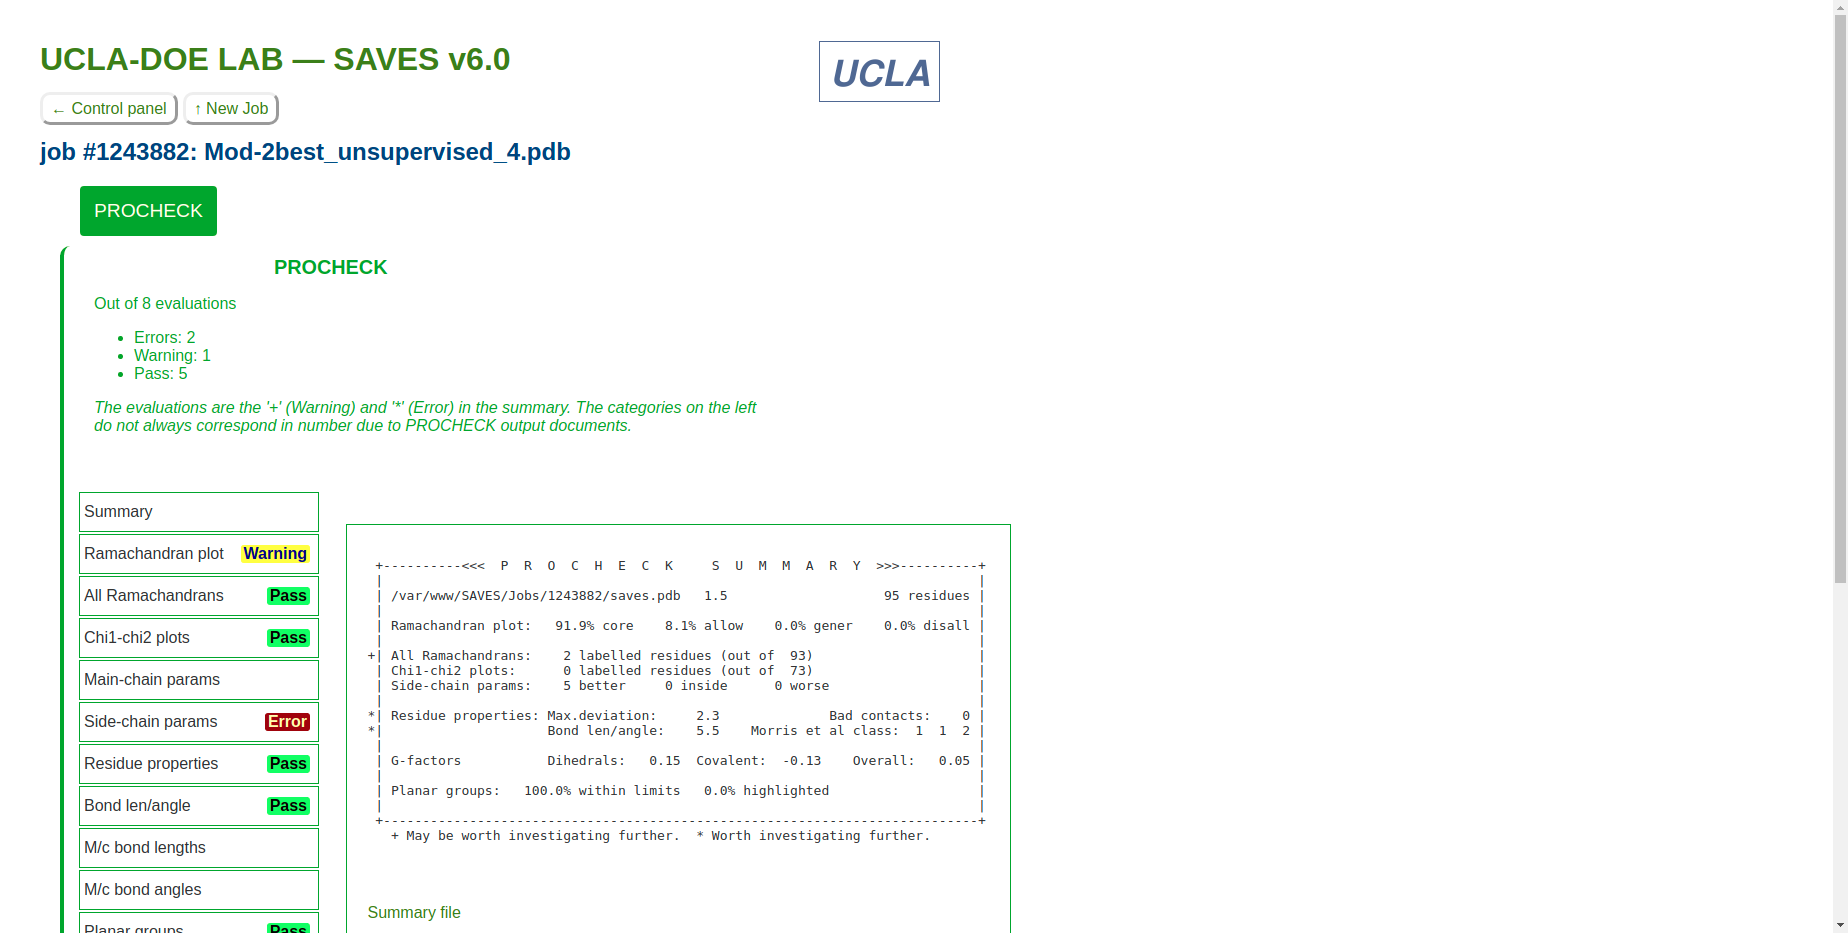 UCLA-DOE LAB — SAVES v6.0
UCLA
← Control panel ↑ New Job
job #1243882: Mod-2best_unsupervised_4.pdb
PROCHECK
PROCHECK
Out of 8 evaluations
• Errors: 2
• Warning: 1
• Pass: 5
The evaluations are the '+' (Warning) and '*' (Error) in the summary. The categories on the left
do not always correspond in number due to PROCHECK output documents.
Summary
Ramachandran plot Warning
All Ramachandrans Pass
Chi1-chi2 plots Pass
Main-chain params
Side-chain params Error
Residue properties Pass
Bond len/angle Pass
M/c bond lengths
M/c bond angles
Planar groups Pass
+----------<<<  P  R  O  C  H  E  C  K     S  U  M  M  A  R  Y  >>>----------+
|                                                                            |
| /var/www/SAVES/Jobs/1243882/saves.pdb   1.5                    95 residues |
|                                                                            |
| Ramachandran plot:   91.9% core    8.1% allow    0.0% gener    0.0% disall |
|                                                                            |
+| All Ramachandrans:    2 labelled residues (out of  93)                     |
| Chi1-chi2 plots:      0 labelled residues (out of  73)                     |
| Side-chain params:    5 better     0 inside      0 worse                   |
|                                                                            |
*| Residue properties: Max.deviation:     2.3              Bad contacts:    0 |
*|                     Bond len/angle:    5.5    Morris et al class:  1  1  2 |
|                                                                            |
| G-factors           Dihedrals:   0.15  Covalent:  -0.13    Overall:   0.05 |
|                                                                            |
| Planar groups:   100.0% within limits   0.0% highlighted                   |
|                                                                            |
+----------------------------------------------------------------------------+
+ May be worth investigating further.  * Worth investigating further.
Summary file